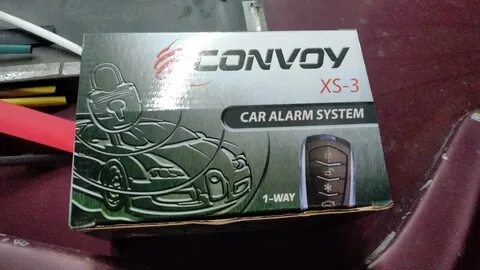 CONVOY
XS-3
CAR ALARM SYSTEM
1-WAY